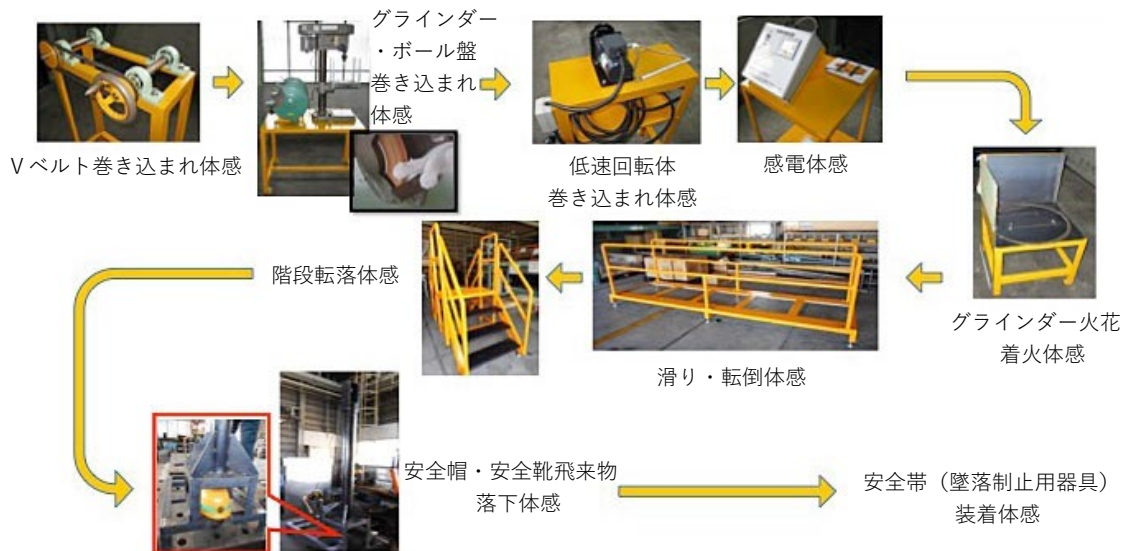 Vベルト巻き込まれ体感
グラインダー
・ボール盤
巻き込まれ
体感
低速回転体
巻き込まれ体感
感電体感
グラインダー火花
着火体感
滑り・転倒体感
階段転落体感
安全帽・安全靴飛来物
落下体感
安全帯（墜落制止用器具）
装着体感